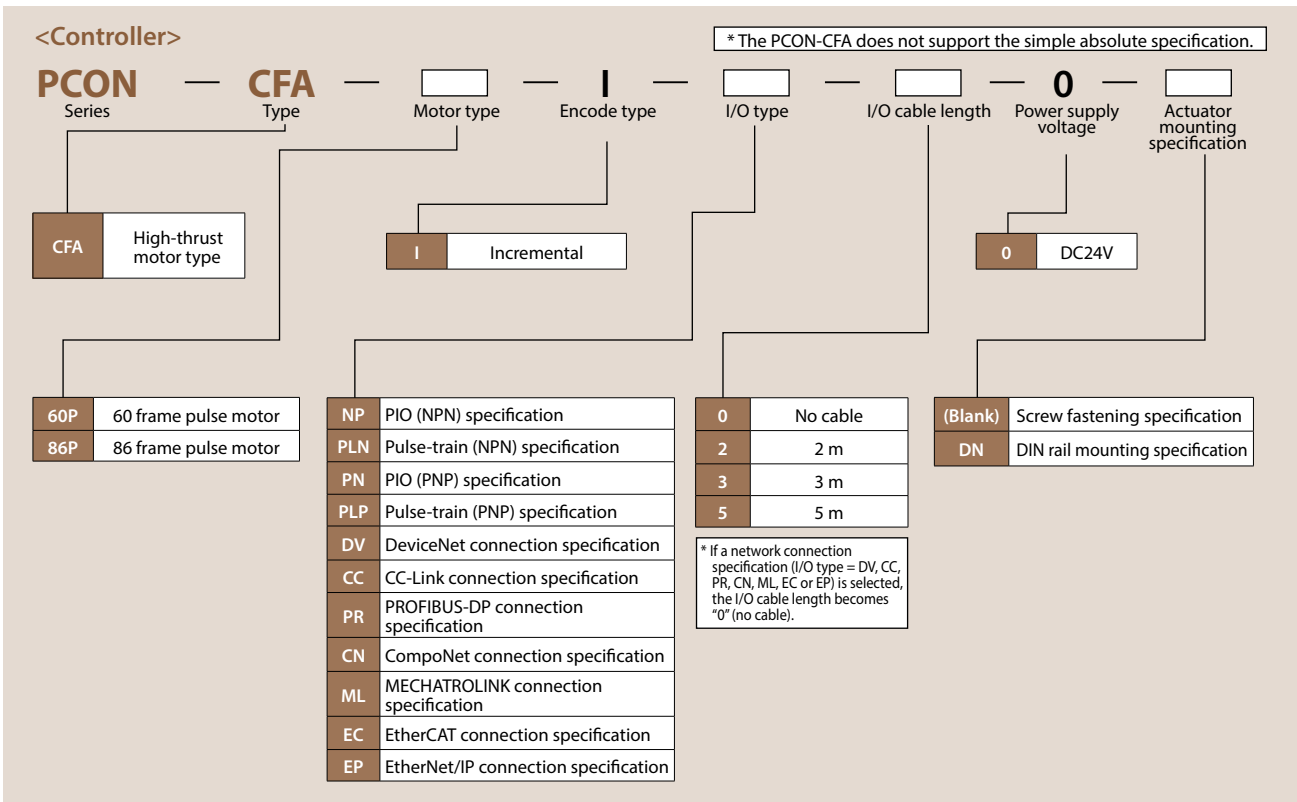 <Controller>
* The PCON-CFA does not support the simple absolute specification.
PCON — CFA — — I — — — 0 —
Series Type Motor type Encode type I/O type I/O cable length Power supply voltage Actuator mounting specification
CFA High-thrust
motor type
I Incremental
0 DC24V
60P 60 frame pulse motor
86P 86 frame pulse motor
NP PIO (NPN) specification
PLN Pulse-train (NPN) specification
PN PIO (PNP) specification
PLP Pulse-train (PNP) specification
DV DeviceNet connection specification
CC CC-Link connection specification
PR PROFIBUS-DP connection
specification
CN CompoNet connection specification
ML MECHATROLINK connection
specification
EC EtherCAT connection specification
EP EtherNet/IP connection specification
0 No cable
2 2 m
3 3 m
5 5 m
* If a network connection
specification (I/O type = DV, CC,
PR, CN, ML, EC or EP) is selected,
the I/O cable length becomes
“0” (no cable).
(Blank) Screw fastening specification
DN DIN rail mounting specification